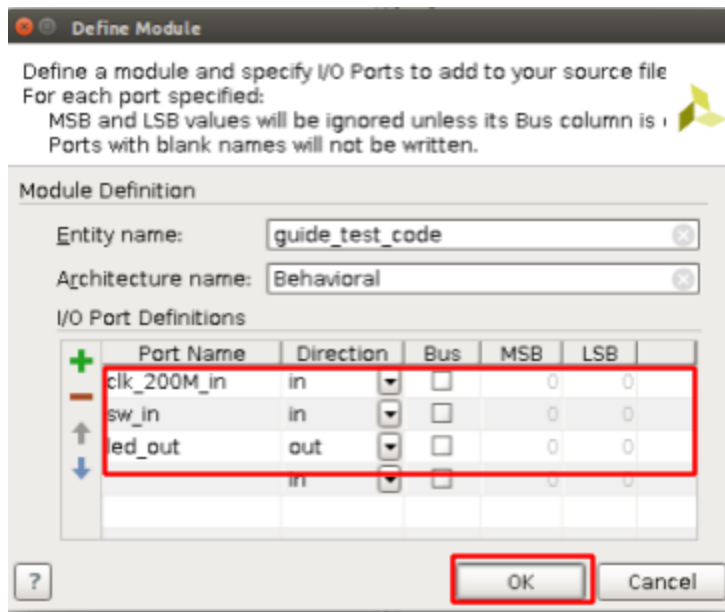 Define Module
Define a module and specify I/O Ports to add to your source file
For each port specified:
MSB and LSB values will be ignored unless its Bus column is
Ports with blank names will not be written.
Module Definition
Entity name: guide_test_code
Architecture name: Behavioral
I/O Port Definitions
Port Name Direction Bus MSB LSB
clk_200M_in in 0 0
sw_in in 0 0
led_out out 0 0
in 0 0
? OK Cancel